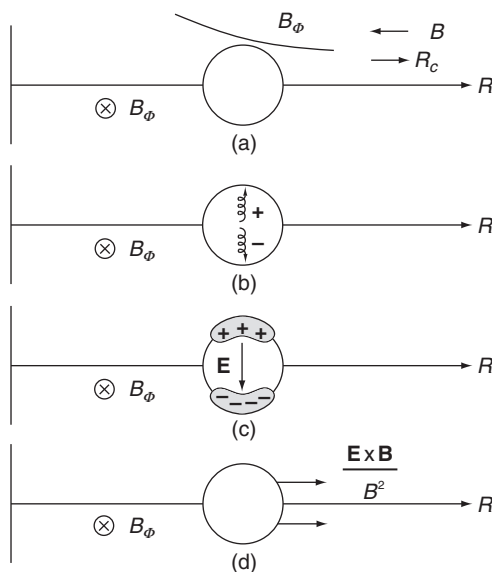 B_Φ
B
R_c
R
⊗ B_Φ
(a)
R
+
−
⊗ B_Φ
(b)
+ + +
E
R
− − − −
⊗ B_Φ
(c)
E x B
B²
R
⊗ B_Φ
(d)